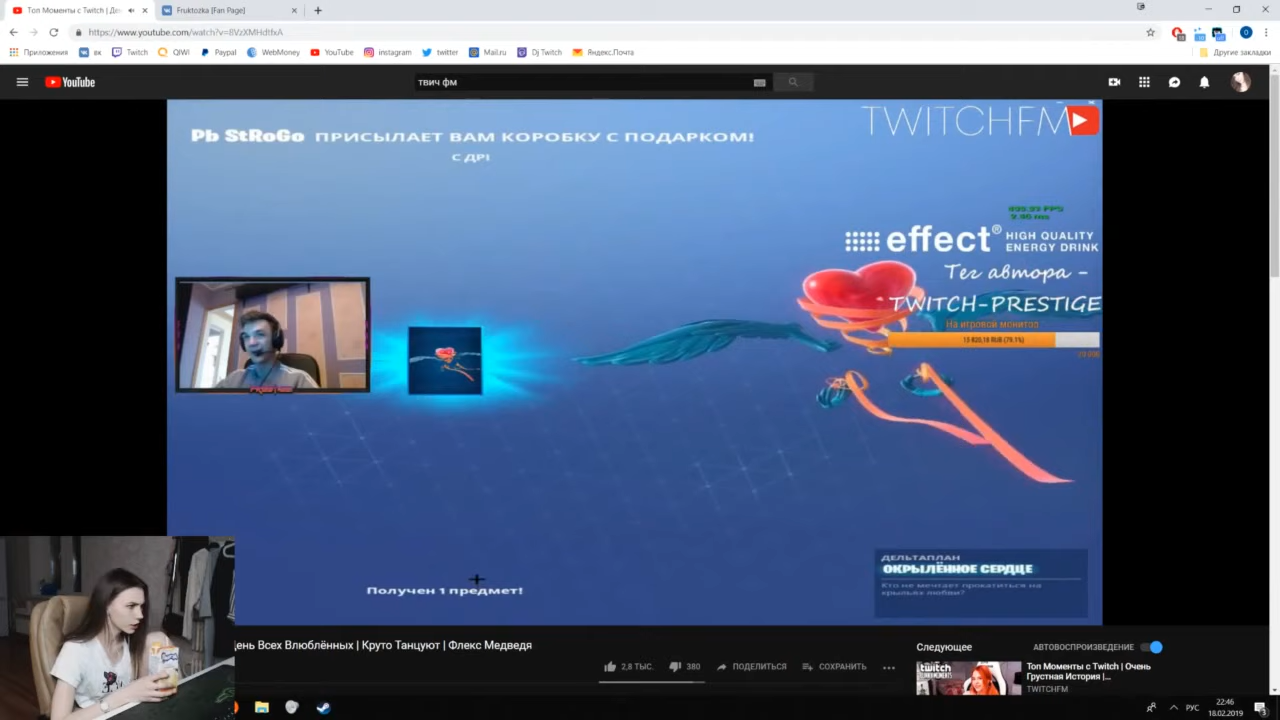 Топ Моменты с Twitch | Де
Fruktozka [Fan Page]
https://www.youtube.com/watch?v=8VzXMHdtfxA
Приложения
вк
Twitch
QIWI
Paypal
WebMoney
YouTube
instagram
twitter
Mail.ru
Dj Twitch
Яндекс.Почта
Другие закладки
YouTube
твич фм
Pb StRoGo ПРИСЫЛАЕТ ВАМ КОРОБКУ С ПОДАРКОМ!
С ДР!
TWITCHFM
effect® HIGH QUALITY
ENERGY DRINK
Тег автора -
TWITCH-PRESTIGE
На игровой монитол
ДЕЛЬТАПЛАН
ОКРЫЛЁННОЕ СЕРДЦЕ
Кто не мечтает прокатиться на
крыльях любви?
Получен 1 предмет!
день Всех Влюблённых | Круто Танцуют | Флекс Медведя
2,8 ТЫС.
380
ПОДЕЛИТЬСЯ
СОХРАНИТЬ
Следующее
АВТОВОСПРОИЗВЕДЕНИЕ
twitch
Топ Моменты с Twitch | Очень
Грустная История |...
TWITCHFM
РУС
22:46
18.02.2019